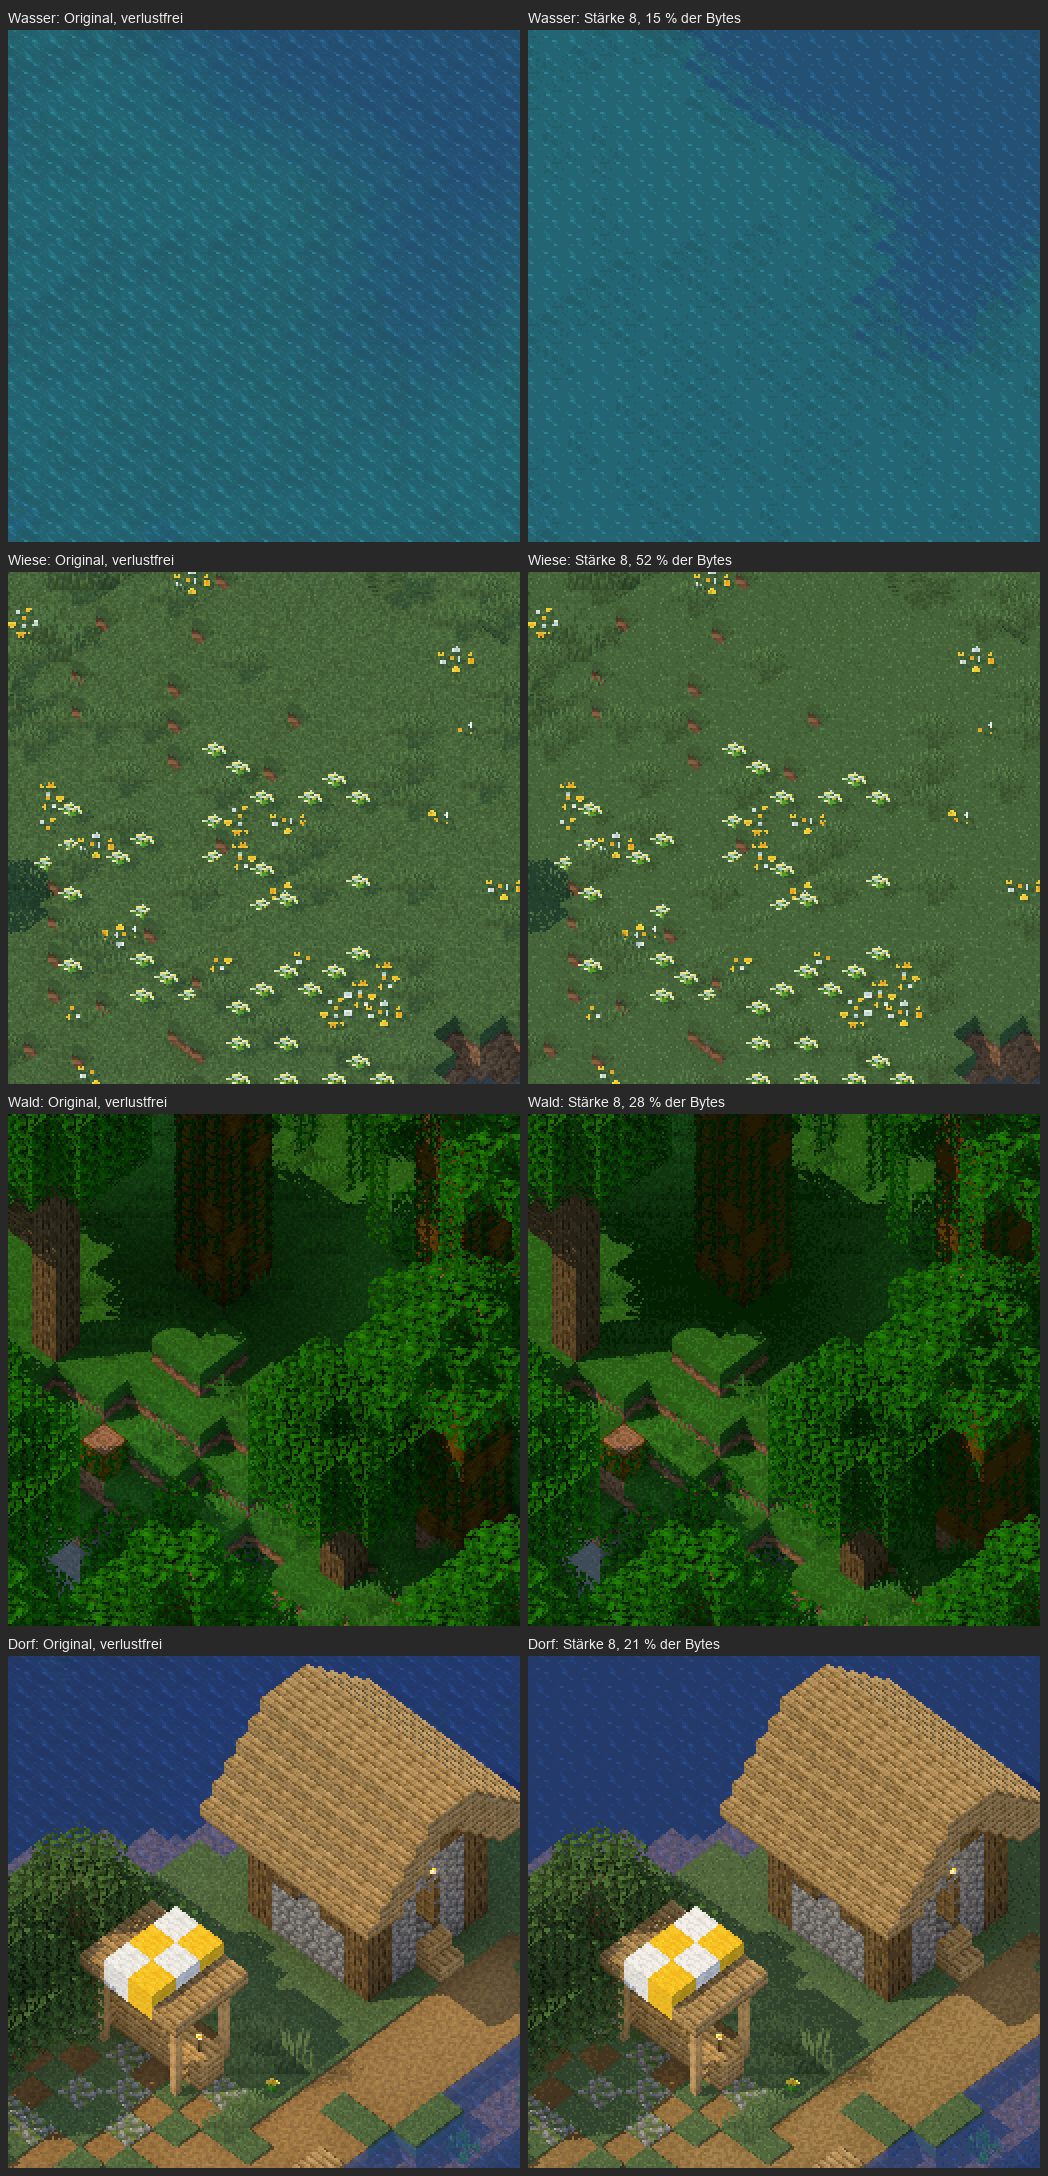 Wasser: Original, verlustfrei
Wasser: Stärke 8, 15 % der Bytes
Wiese: Original, verlustfrei
Wiese: Stärke 8, 52 % der Bytes
Wald: Original, verlustfrei
Wald: Stärke 8, 28 % der Bytes
Dorf: Original, verlustfrei
Dorf: Stärke 8, 21 % der Bytes